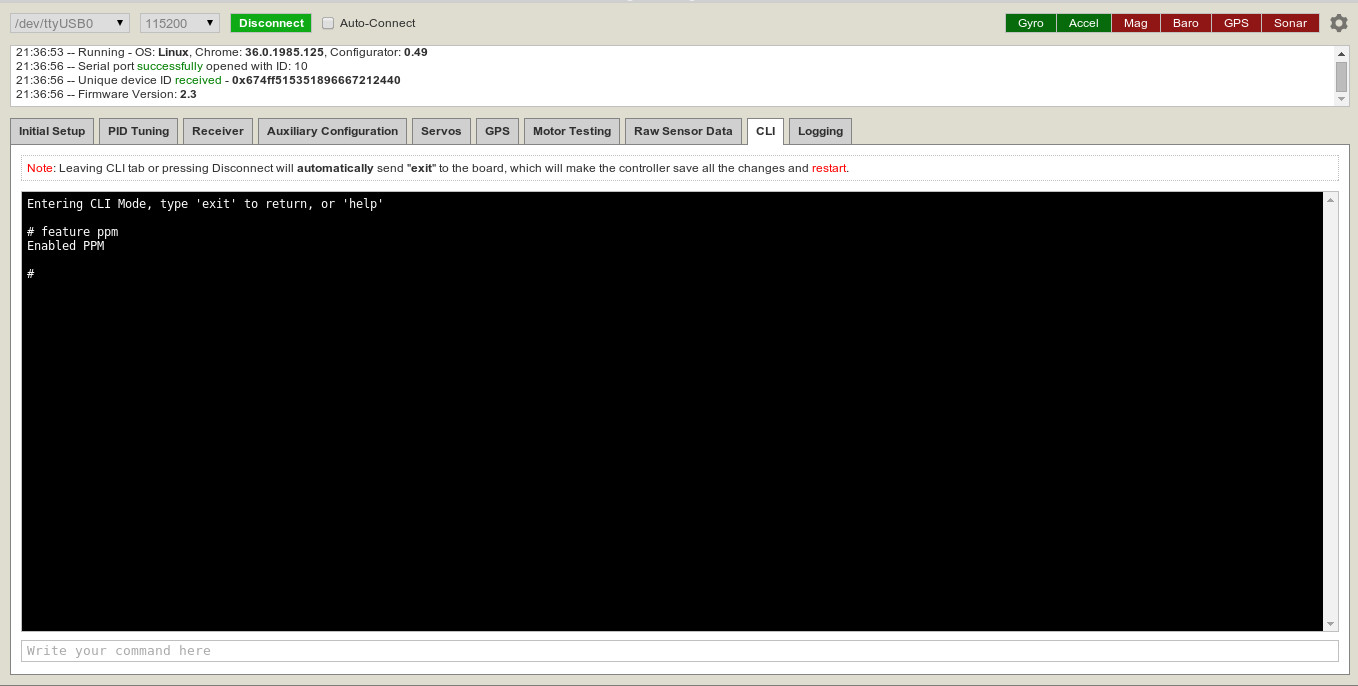 /dev/ttyUSB0 115200 Disconnect Auto-Connect Gyro Accel Mag Baro GPS Sonar
21:36:53 -- Running - OS: Linux, Chrome: 36.0.1985.125, Configurator: 0.49
21:36:56 -- Serial port successfully opened with ID: 10
21:36:56 -- Unique device ID received - 0x674ff515351896667212440
21:36:56 -- Firmware Version: 2.3
Initial Setup PID Tuning Receiver Auxiliary Configuration Servos GPS Motor Testing Raw Sensor Data CLI Logging
Note: Leaving CLI tab or pressing Disconnect will automatically send "exit" to the board, which will make the controller save all the changes and restart.
Entering CLI Mode, type 'exit' to return, or 'help'
# feature ppm
Enabled PPM
#
Write your command here